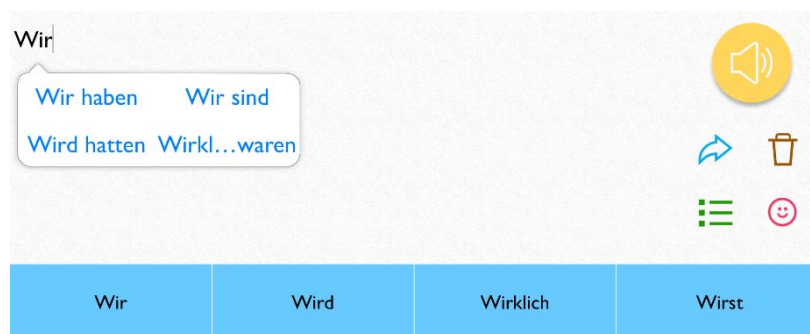 Wir
Wir haben Wir sind
Wird hatten Wirkl…waren
Wir Wird Wirklich Wirst